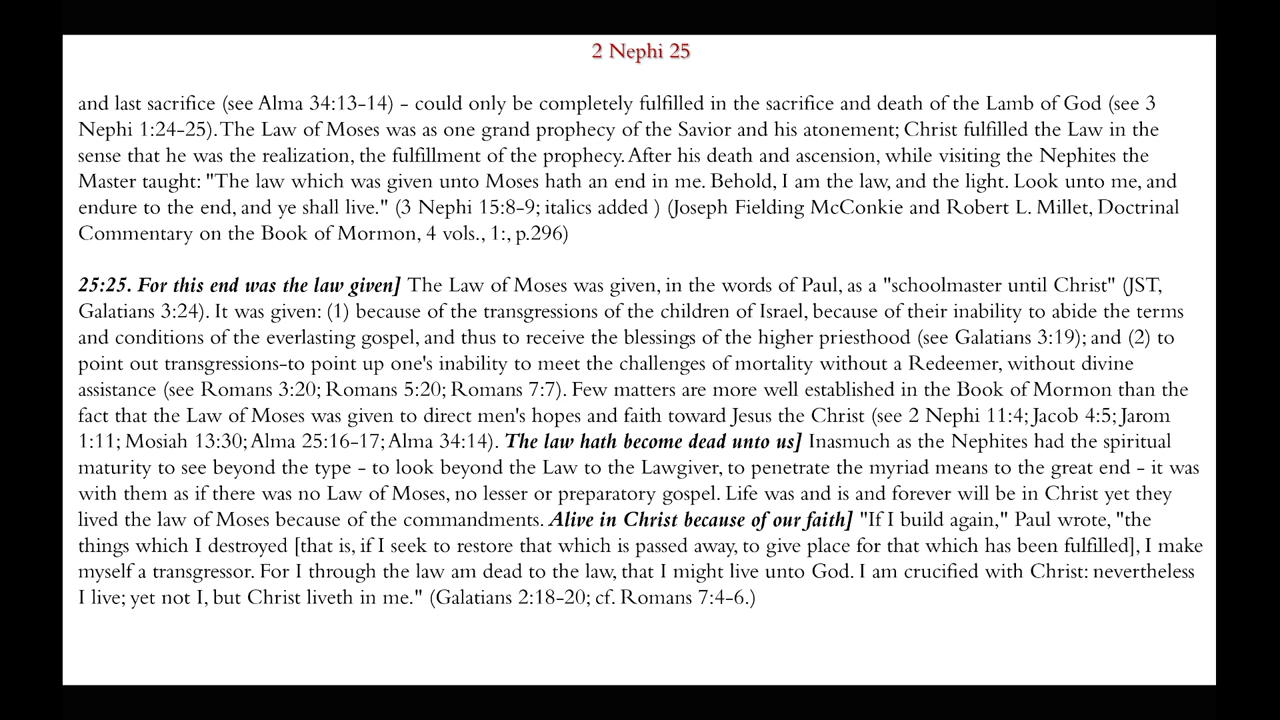 2 Nephi 25
and last sacrifice (see Alma 34:13-14) - could only be completely fulfilled in the sacrifice and death of the Lamb of God (see 3
Nephi 1:24-25). The Law of Moses was as one grand prophecy of the Savior and his atonement; Christ fulfilled the Law in the
sense that he was the realization, the fulfillment of the prophecy. After his death and ascension, while visiting the Nephites the
Master taught: "The law which was given unto Moses hath an end in me. Behold, I am the law, and the light. Look unto me, and
endure to the end, and ye shall live." (3 Nephi 15:8-9; italics added ) (Joseph Fielding McConkie and Robert L. Millet, Doctrinal
Commentary on the Book of Mormon, 4 vols., 1:, p.296)
25:25. For this end was the law given] The Law of Moses was given, in the words of Paul, as a "schoolmaster until Christ" (JST,
Galatians 3:24). It was given: (1) because of the transgressions of the children of Israel, because of their inability to abide the terms
and conditions of the everlasting gospel, and thus to receive the blessings of the higher priesthood (see Galatians 3:19); and (2) to
point out transgressions-to point up one's inability to meet the challenges of mortality without a Redeemer, without divine
assistance (see Romans 3:20; Romans 5:20; Romans 7:7). Few matters are more well established in the Book of Mormon than the
fact that the Law of Moses was given to direct men's hopes and faith toward Jesus the Christ (see 2 Nephi 11:4; Jacob 4:5; Jarom
1:11; Mosiah 13:30; Alma 25:16-17; Alma 34:14). The law hath become dead unto us] Inasmuch as the Nephites had the spiritual
maturity to see beyond the type - to look beyond the Law to the Lawgiver, to penetrate the myriad means to the great end - it was
with them as if there was no Law of Moses, no lesser or preparatory gospel. Life was and is and forever will be in Christ yet they
lived the law of Moses because of the commandments. Alive in Christ because of our faith] "If I build again," Paul wrote, "the
things which I destroyed [that is, if I seek to restore that which is passed away, to give place for that which has been fulfilled], I make
myself a transgressor. For I through the law am dead to the law, that I might live unto God. I am crucified with Christ: nevertheless
I live; yet not I, but Christ liveth in me." (Galatians 2:18-20; cf. Romans 7:4-6.)